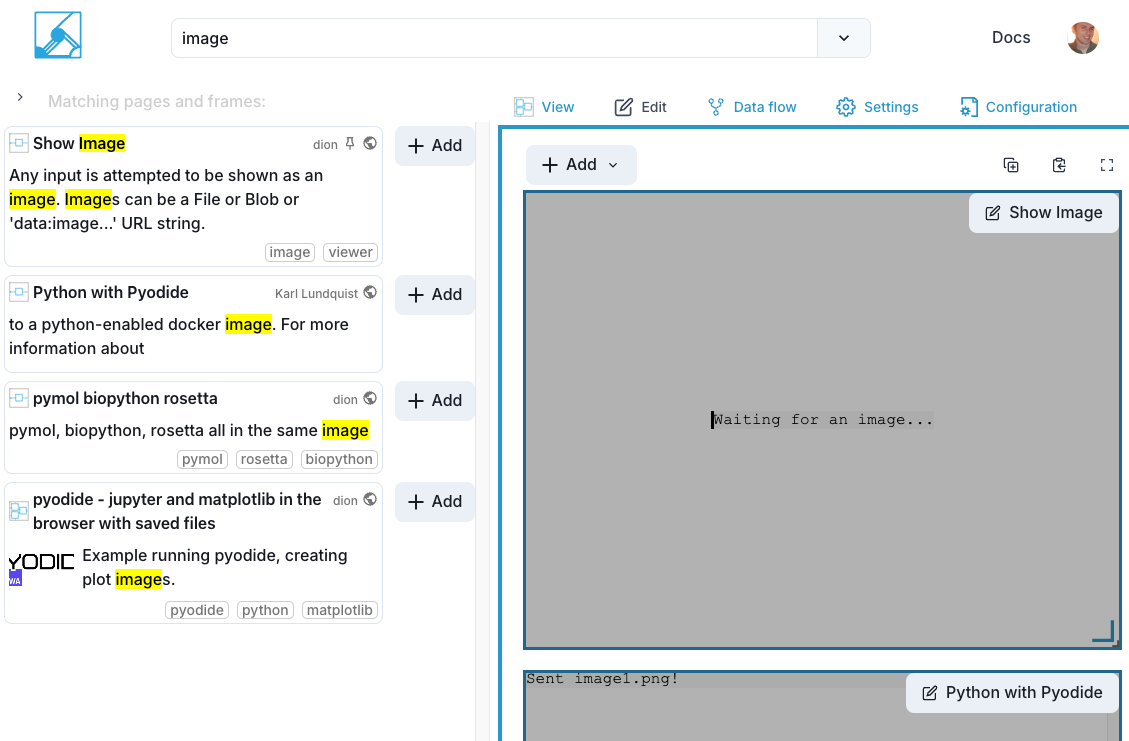 image
Docs
Matching pages and frames:
View
Edit
Data flow
Settings
Configuration
Show Image
dion
Any input is attempted to be shown as an
image. Images can be a File or Blob or
'data:image...' URL string.
image viewer
Add
Python with Pyodide
Karl Lundquist
to a python-enabled docker image. For more
information about
Add
pymol biopython rosetta
dion
pymol, biopython, rosetta all in the same image
pymol rosetta biopython
Add
pyodide - jupyter and matplotlib in the
browser with saved files
dion
YODIC
WA
Example running pyodide, creating
plot images.
pyodide python matplotlib
Add
Add
Show Image
Waiting for an image...
Sent image1.png!
Python with Pyodide